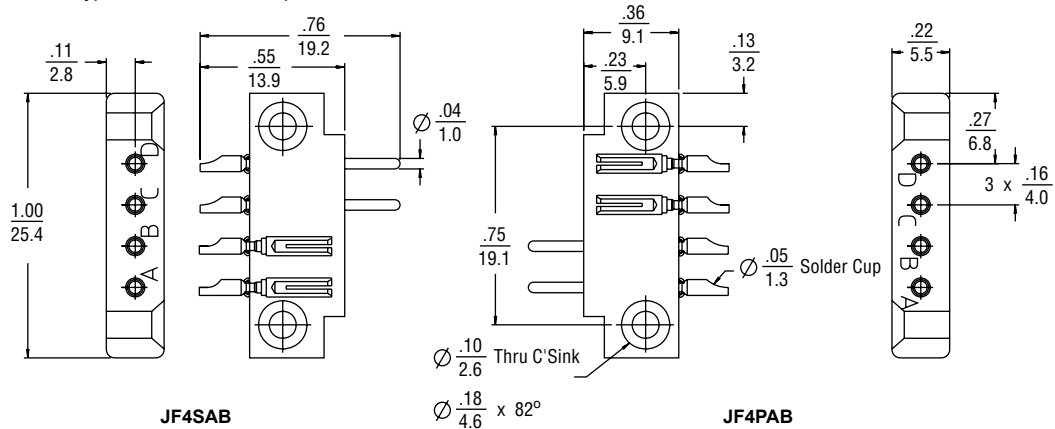 .11
2.8
.76
19.2
.55
13.9
Ø .04
1.0
1.00
25.4
D
C
B
A
.36
9.1
.23
5.9
.13
3.2
.75
19.1
Ø .05
1.3 Solder Cup
Ø .10
2.6 Thru C'Sink
Ø .18
4.6 x 82°
.22
5.5
.27
6.8
3 x .16
4.0
D
C
B
A
JF4SAB
JF4PAB